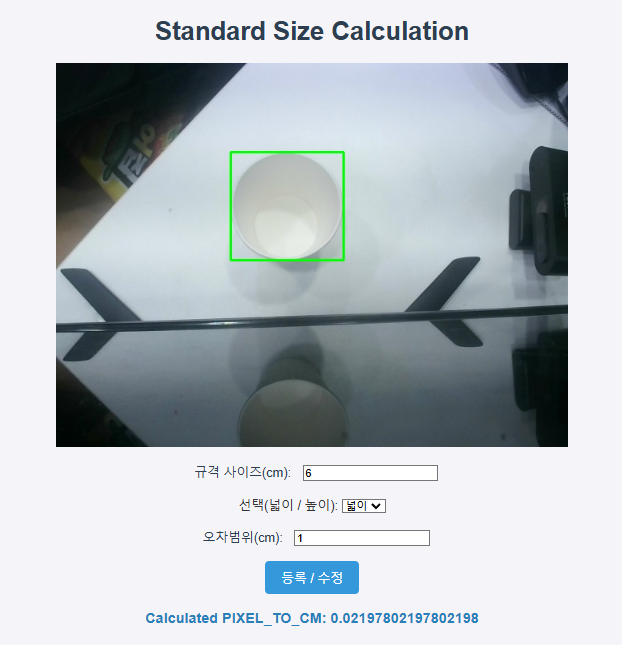 Standard Size Calculation
규격 사이즈(cm): 6
선택(넓이 / 높이): 넓이
오차범위(cm): 1
등록 / 수정
Calculated PIXEL_TO_CM: 0.02197802197802198